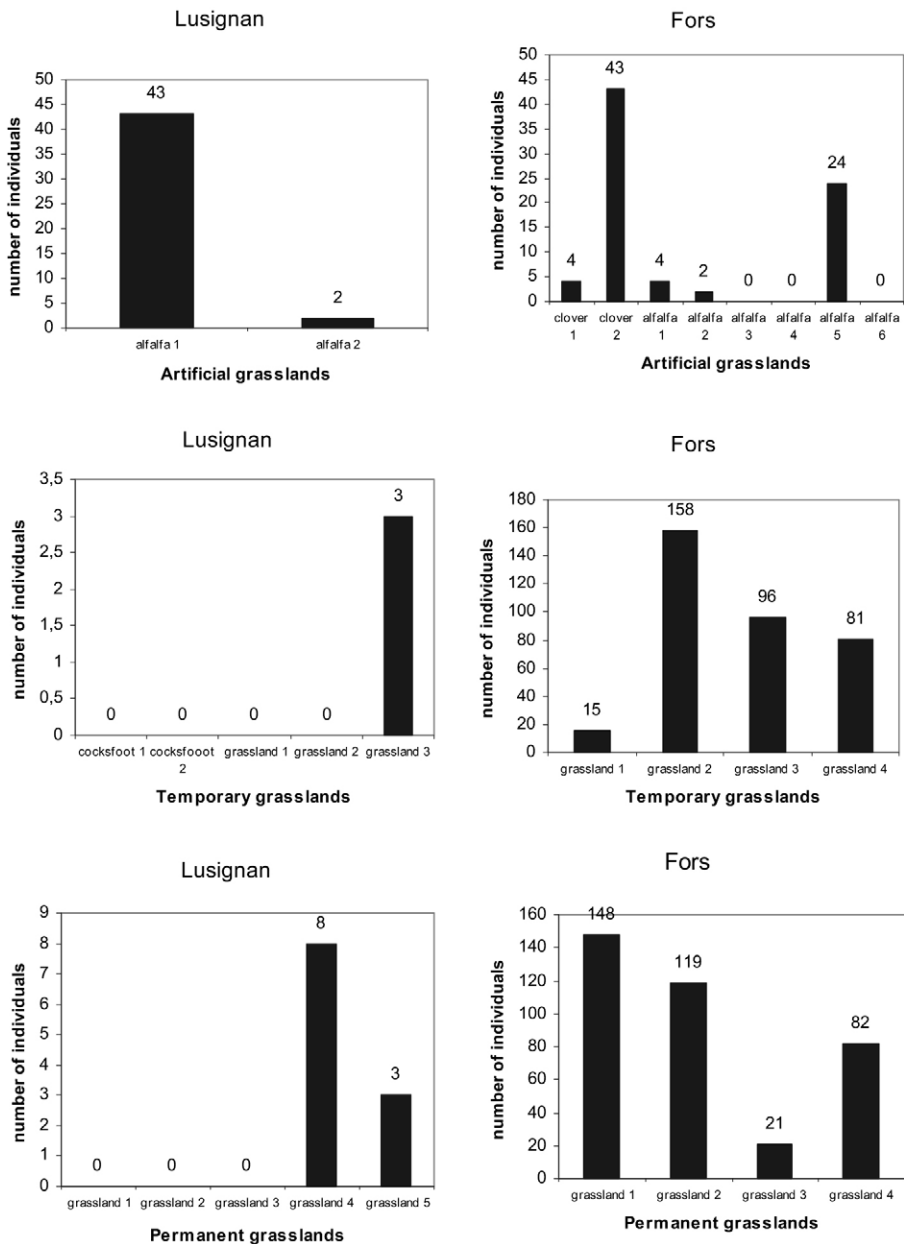 Lusignan
number of individuals
50
45
40
35
30
25
20
15
10
5
0
43
2
alfalfa 1
alfalfa 2
Artificial grasslands
Fors
number of individuals
50
45
40
35
30
25
20
15
10
5
0
4
43
4
2
0
0
24
0
clover 1
clover 2
alfalfa 1
alfalfa 2
alfalfa 3
alfalfa 4
alfalfa 5
alfalfa 6
Artificial grasslands
Lusignan
number of individuals
3,5
3
2,5
2
1,5
1
0,5
0
0
0
0
0
3
cocksfoot 1
cocksfooot 2
grassland 1
grassland 2
grassland 3
Temporary grasslands
Fors
number of individuals
180
160
140
120
100
80
60
40
20
0
15
158
96
81
grassland 1
grassland 2
grassland 3
grassland 4
Temporary grasslands
Lusignan
number of individuals
9
8
7
6
5
4
3
2
1
0
0
0
0
8
3
grassland 1
grassland 2
grassland 3
grassland 4
grassland 5
Permanent grasslands
Fors
number of individuals
160
140
120
100
80
60
40
20
0
148
119
21
82
grassland 1
grassland 2
grassland 3
grassland 4
Permanent grasslands